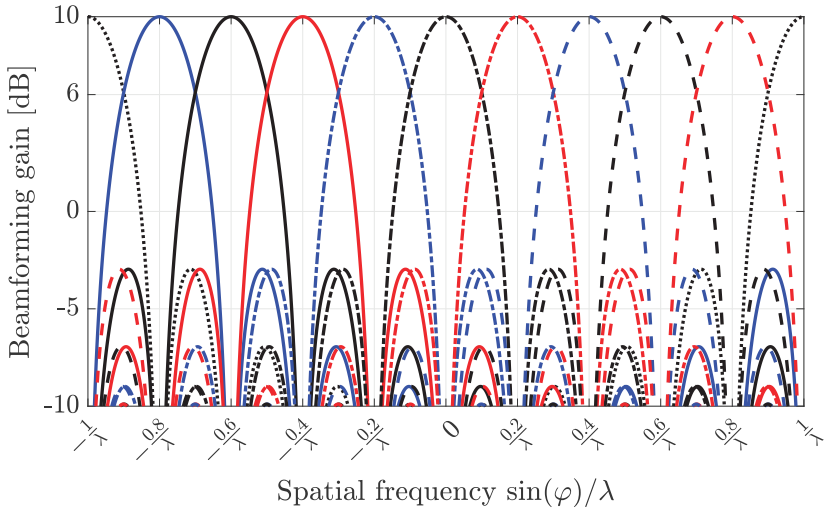 10
6
0
-5
-10
Beamforming gain [dB]
−1/λ
−0.8/λ
−0.6/λ
−0.4/λ
−0.2/λ
0
0.2/λ
0.4/λ
0.6/λ
0.8/λ
1/λ
Spatial frequency sin(φ)/λ